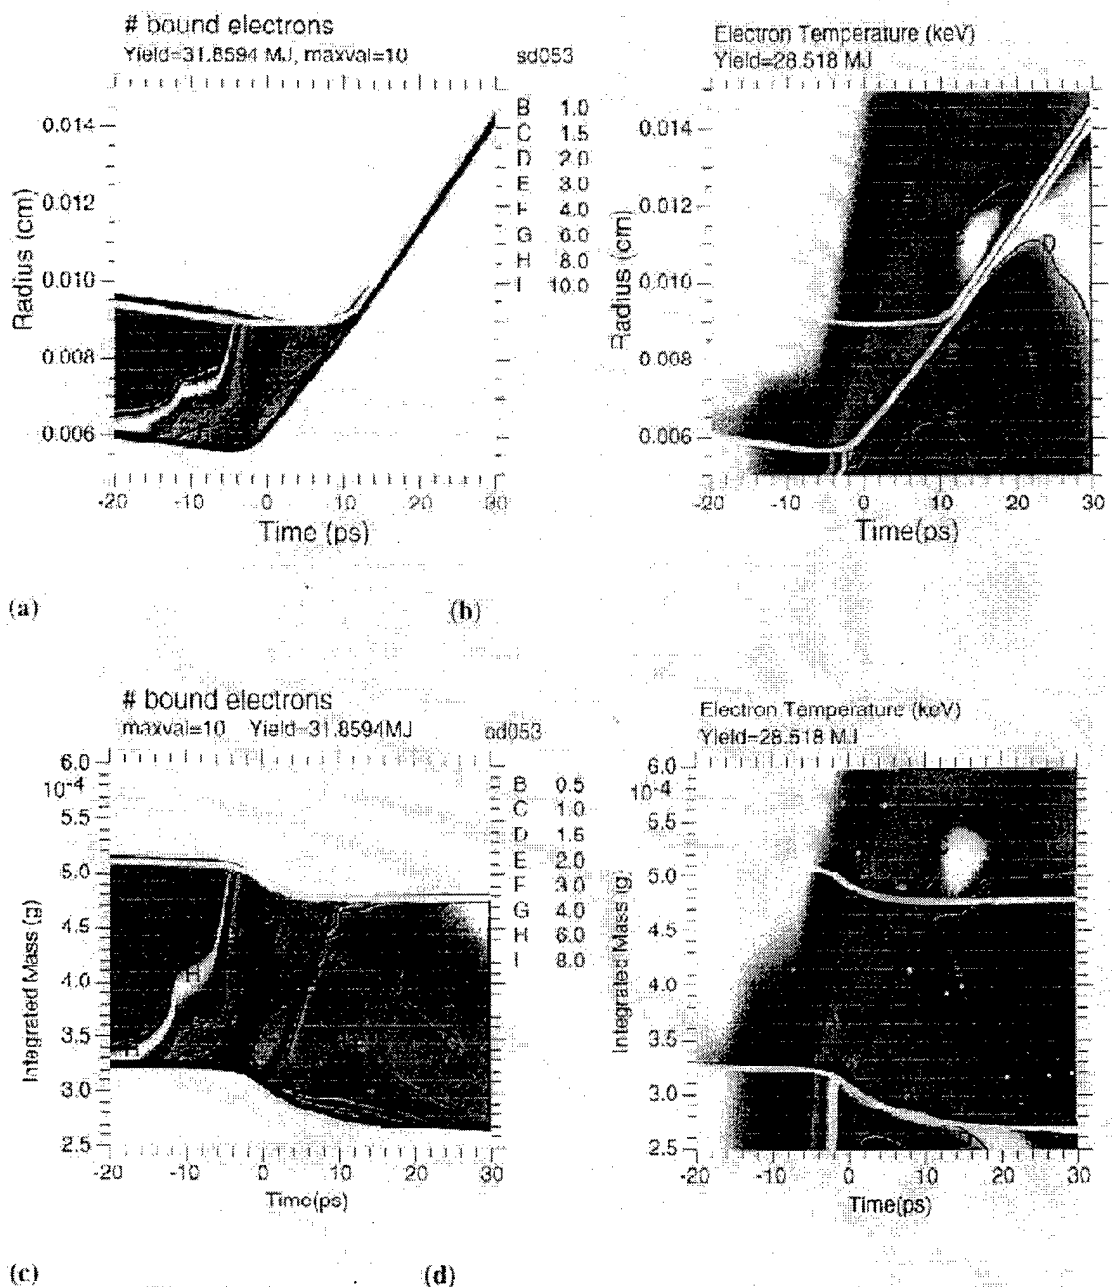 # bound electrons
Yield=31.8594 MJ, maxval=10
sd053
B 1.0
C 1.5
D 2.0
E 3.0
F 4.0
G 6.0
H 8.0
I 10.0
Radius (cm)
0.014
0.012
0.010
0.008
0.006
-20 -10 0 10 20 30
Time (ps)
(a)
Electron Temperature (keV)
Yield=28.518 MJ
Radius (cm)
0.014
0.012
0.010
0.008
0.006
D
-20 -10 0 10 20 30
Time(ps)
(b)
# bound electrons
maxval=10 Yield=31.8594MJ
sd053
B 0.5
C 1.0
D 1.5
E 2.0
F 3.0
G 4.0
H 6.0
I 8.0
Integrated Mass (g)
6.0
10-4
5.5
5.0
4.5
4.0
3.5
3.0
2.5
H
H
-20 -10 0 10 20 30
Time(ps)
(c)
Electron Temperature (keV)
Yield=28.518 MJ
Integrated Mass (g)
6.0
10-4
5.5
5.0
4.5
4.0
3.5
3.0
2.5
-20 -10 0 10 20 30
Time(ps)
(d)